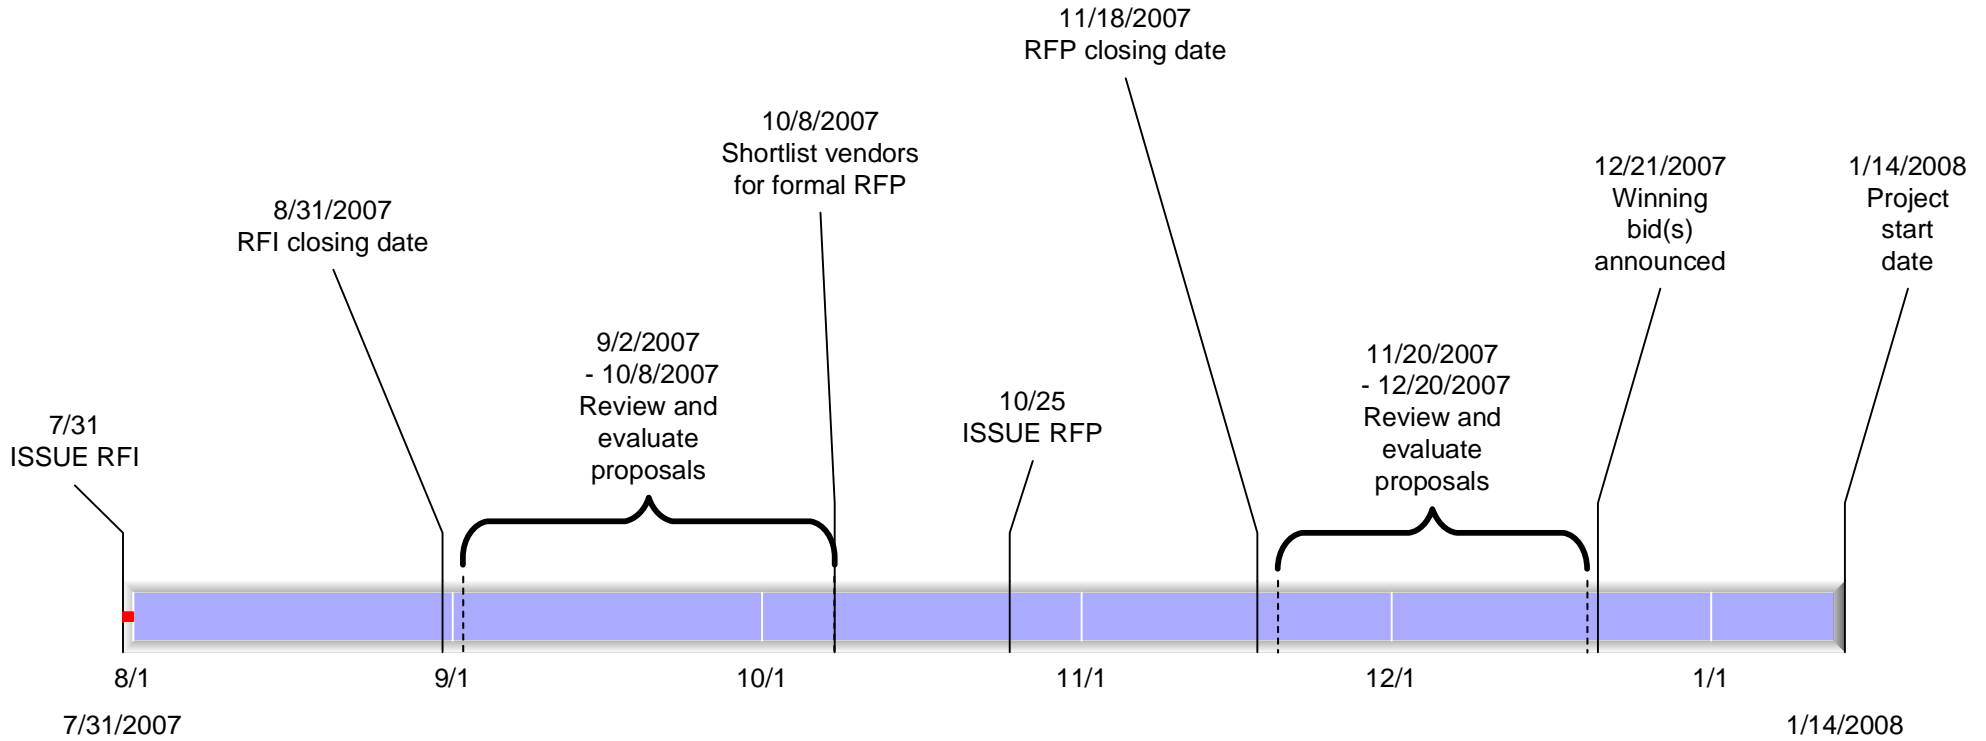 7/31
ISSUE RFI
8/31/2007
RFI closing date
9/2/2007
- 10/8/2007
Review and
evaluate
proposals
10/8/2007
Shortlist vendors
for formal RFP
10/25
ISSUE RFP
11/18/2007
RFP closing date
11/20/2007
- 12/20/2007
Review and
evaluate
proposals
12/21/2007
Winning
bid(s)
announced
1/14/2008
Project
start
date
8/1
9/1
10/1
11/1
12/1
1/1
7/31/2007
1/14/2008